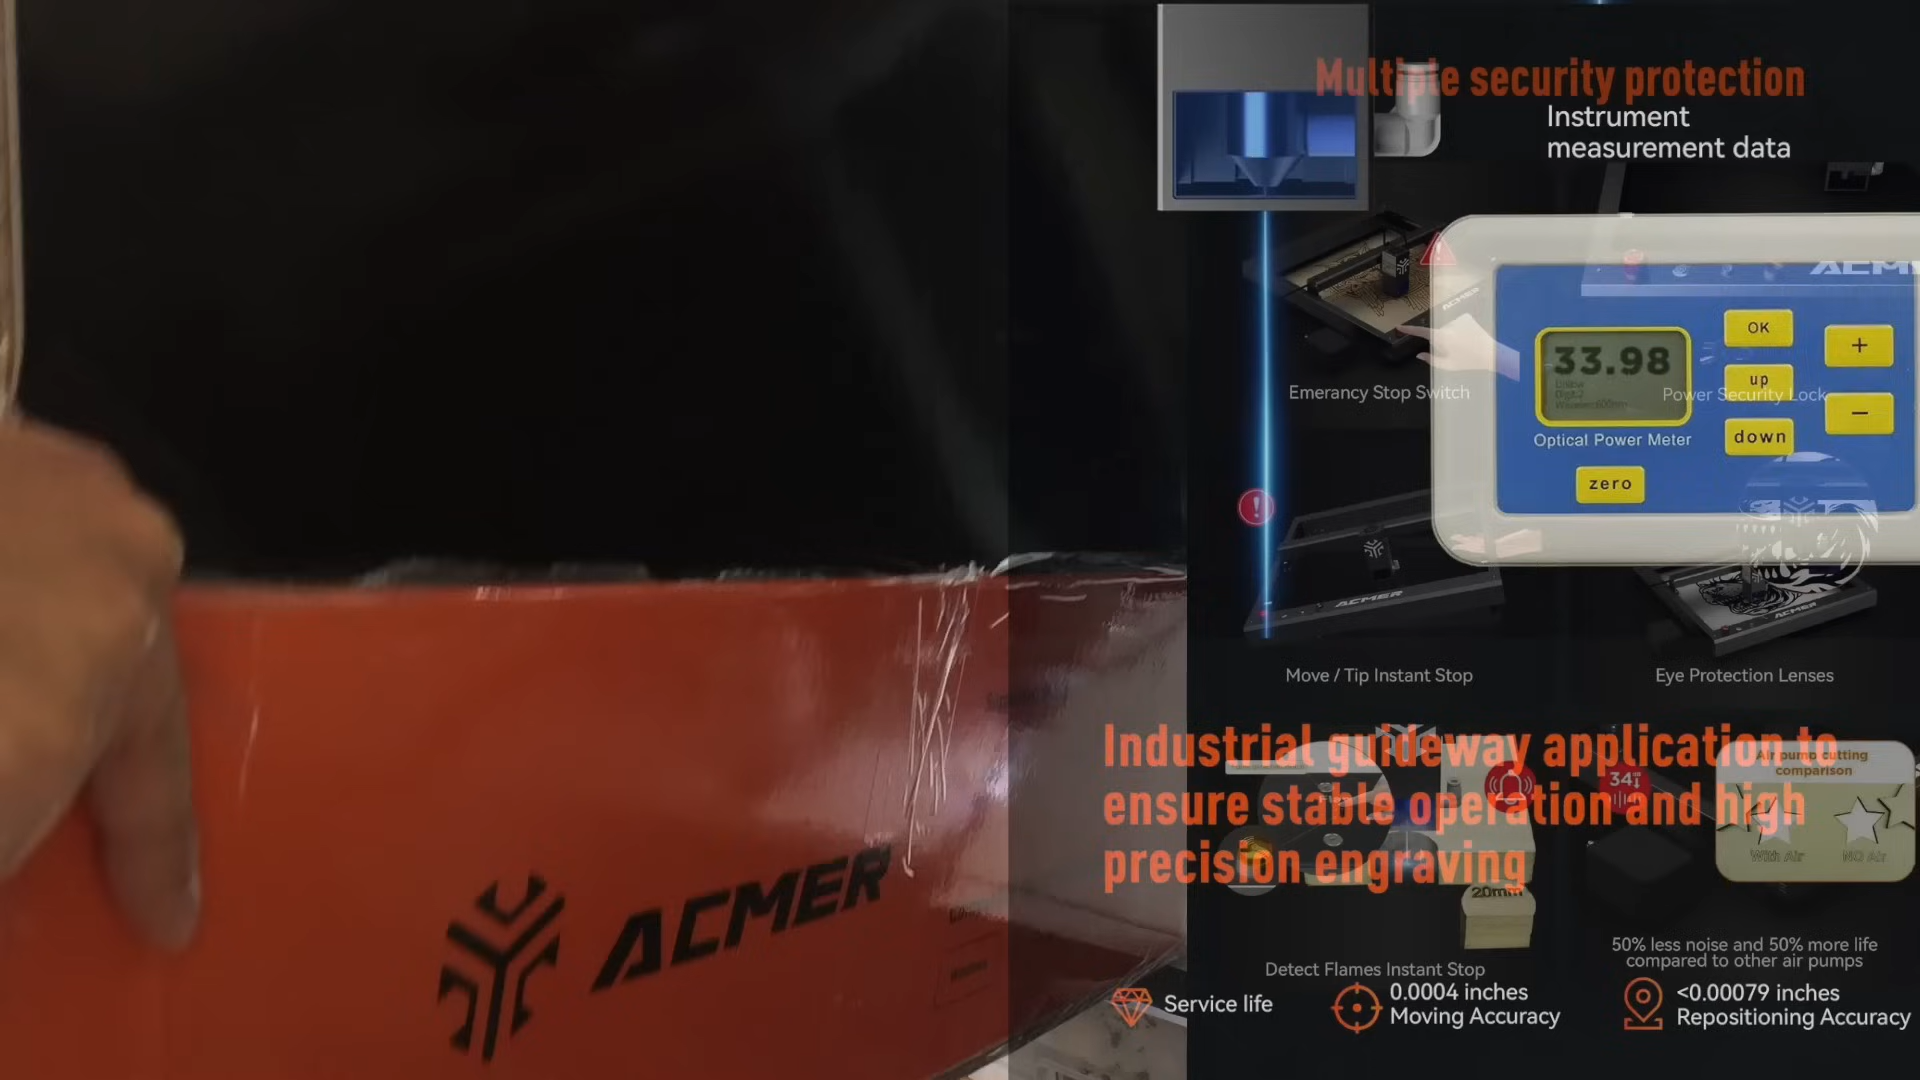 Multiple security protection
Instrument
measurement data
ACMER
33.98
OK
+
up
−
down
zero
Optical Power Meter
Emerancy Stop Switch
Power Security Lock
ACMER
ACMER
Move / Tip Instant Stop
Eye Protection Lenses
Industrial guideway application to
ensure stable operation and high
precision engraving
Air pump cutting
comparison
34
With Air
NO Air
20mm
50% less noise and 50% more life
compared to other air pumps
Detect Flames Instant Stop
Service life
0.0004 inches
Moving Accuracy
<0.00079 inches
Repositioning Accuracy
ACMER